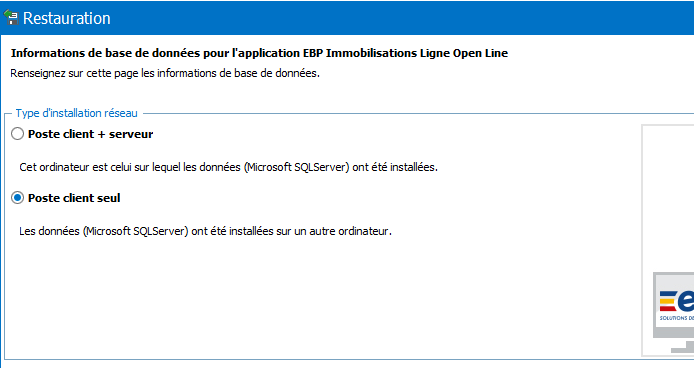 Restauration
Informations de base de données pour l'application EBP Immobilisations Ligne Open Line
Renseignez sur cette page les informations de base de données.
Type d'installation réseau
Poste client + serveur
Cet ordinateur est celui sur lequel les données (Microsoft SQLServer) ont été installées.
Poste client seul
Les données (Microsoft SQLServer) ont été installées sur un autre ordinateur.
SOLUTIONS DE